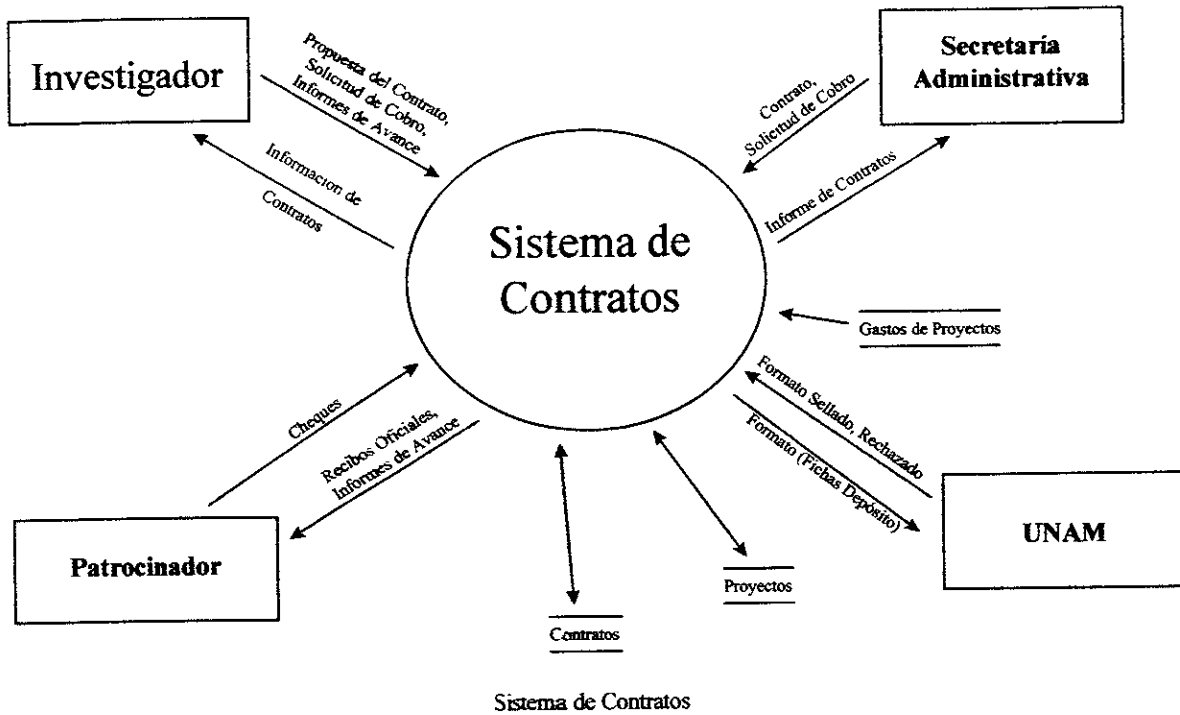 Investigador
Propuesta del Contrato,
Solicitud de Cobro,
Informes de Avance
Informacion de
Contratos
Secretaría
Administrativa
Contrato,
Solicitud de Cobro
Informe de Contratos
Sistema de
Contratos
Gastos de Proyectos
Formato Sellado, Rechazado
Formato (Fichas Depósito)
UNAM
Cheques
Recibos Oficiales,
Informes de Avance
Patrocinador
Proyectos
Contratos
Sistema de Contratos